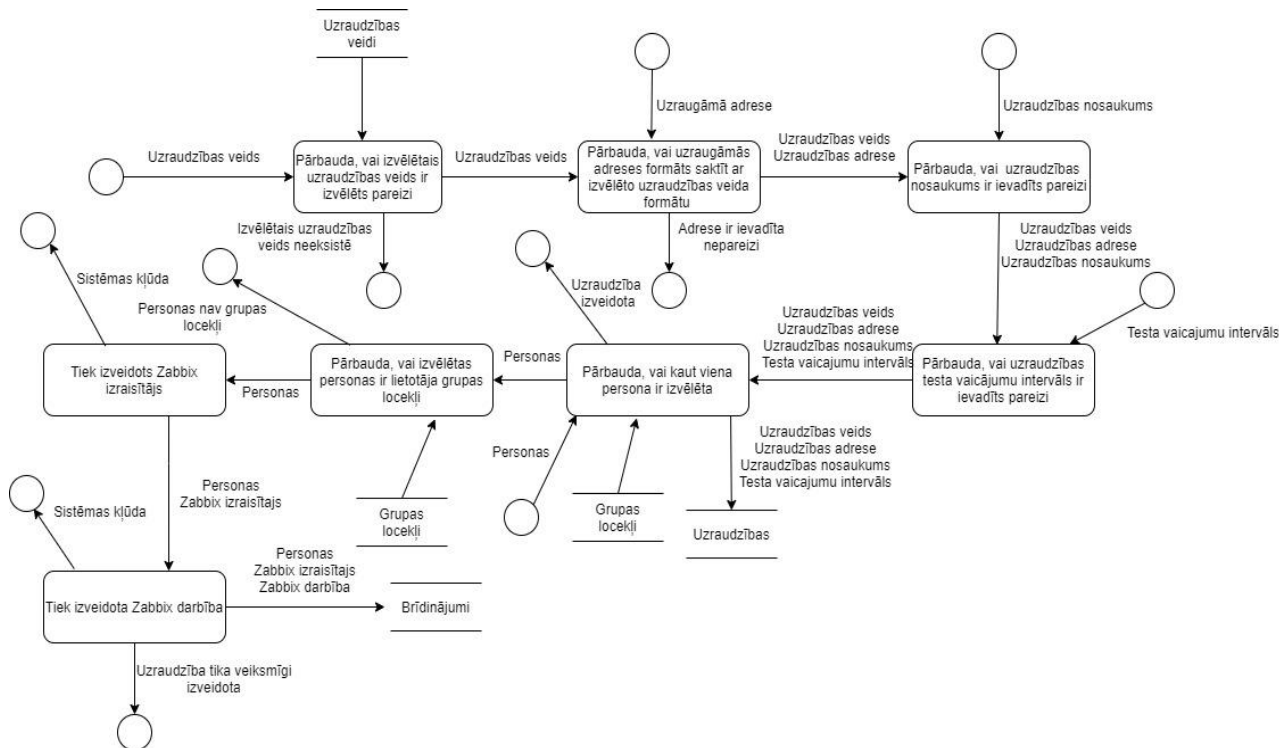 Uzraudzības
veidi
Uzraugāmā adrese
Uzraudzības nosaukums
Uzraudzības veids
Pārbauda, vai izvēlētais
uzraudzības veids ir
izvēlēts pareizi
Uzraudzības veids
Pārbauda, vai uzraugāmās
adreses formāts saktīt ar
izvēlēto uzraudzības veida
formātu
Uzraudzības veids
Uzraudzības adrese
Pārbauda, vai uzraudzības
nosaukums ir ievadīts pareizi
Izvēlētais uzraudzības
veids neeksistē
Adrese ir ievadīta
nepareizi
Uzraudzības veids
Uzraudzības adrese
Uzraudzības nosaukums
Sistēmas kļūda
Personas nav grupas
locekļi
Uzraudzība
izveidota
Uzraudzības veids
Uzraudzības adrese
Uzraudzības nosaukums
Testa vaicajumu intervāls
Testa vaicajumu intervāls
Tiek izveidots Zabbix
izraisītājs
Personas
Pārbauda, vai izvēlētas
personas ir lietotāja grupas
locekļi
Personas
Pārbauda, vai kaut viena
persona ir izvēlēta
Pārbauda, vai uzraudzības
testa vaicājumu intervāls ir
ievadīts pareizi
Personas
Uzraudzības veids
Uzraudzības adrese
Uzraudzības nosaukums
Testa vaicajumu intervāls
Personas
Zabbix izraisītajs
Grupas
locekļi
Grupas
locekļi
Uzraudzības
Sistēmas kļūda
Personas
Zabbix izraisītajs
Zabbix darbība
Tiek izveidota Zabbix darbība
Brīdinājumi
Uzraudzība tika veiksmīgi
izveidota